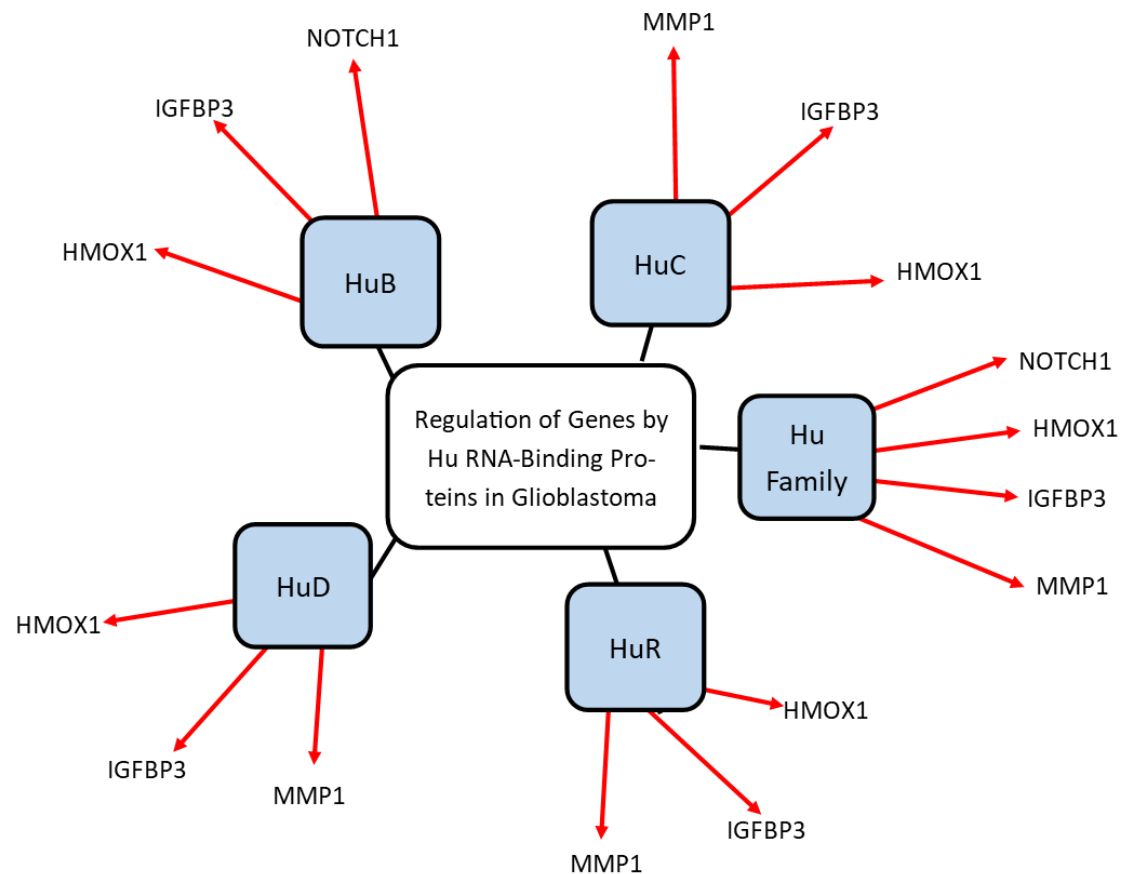 MMP1
NOTCH1
IGFBP3
IGFBP3
HMOX1
HuB
HuC
HMOX1
NOTCH1
Regulation of Genes by
Hu RNA-Binding Pro-
teins in Glioblastoma
Hu
Family
HMOX1
IGFBP3
MMP1
HuD
HMOX1
HuR
HMOX1
IGFBP3
MMP1
IGFBP3
MMP1